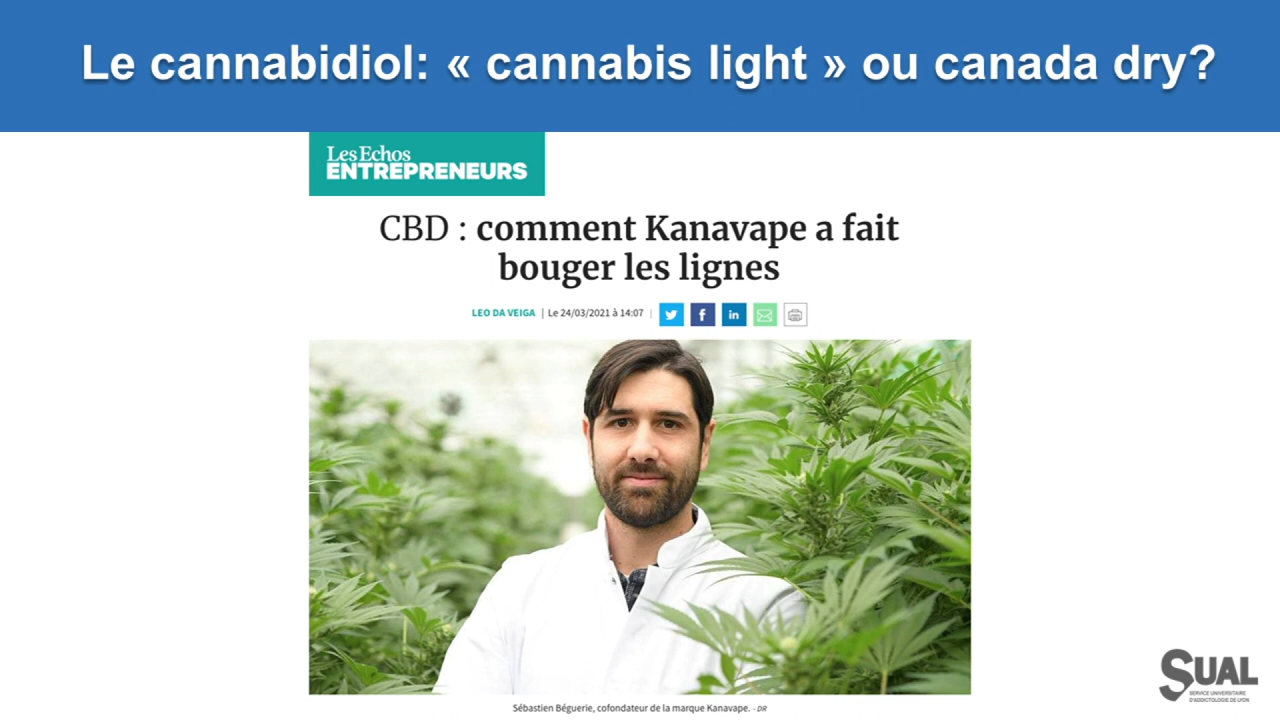 Le cannabidiol: « cannabis light » ou canada dry?
Les Echos
ENTREPRENEURS
CBD : comment Kanavape a fait
bouger les lignes
LEO DA VEIGA | Le 24/03/2021 à 14:07 |
f
in
Sébastien Béguerie, cofondateur de la marque Kanavape. - DR
SUAL
SERVICE UNIVERSITAIRE
D'ADDICTOLOGIE DE LYON